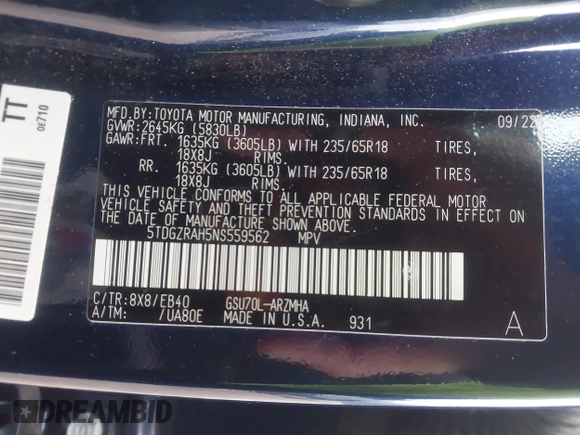 TT
0E710
MFD.BY:TOYOTA MOTOR MANUFACTURING, INDIANA, INC. 09/22
GVWR:2645KG (5830LB)
GAWR:FRT. 1635KG (3605LB) WITH 235/65R18 TIRES,
18X8J RIMS.
RR. 1635KG (3605LB) WITH 235/65R18 TIRES,
18X8J RIMS.
THIS VEHICLE CONFORMS TO ALL APPLICABLE FEDERAL MOTOR
VEHICLE SAFETY AND THEFT PREVENTION STANDARDS IN EFFECT ON
THE DATE OF MANUFACTURE SHOWN ABOVE.
5TDGZRAH5NS559562 MPV
C/TR:8X8/EB40 GSU70L-ARZMHA
A/TM: /UA80E MADE IN U.S.A. 931 A
DREAMBID